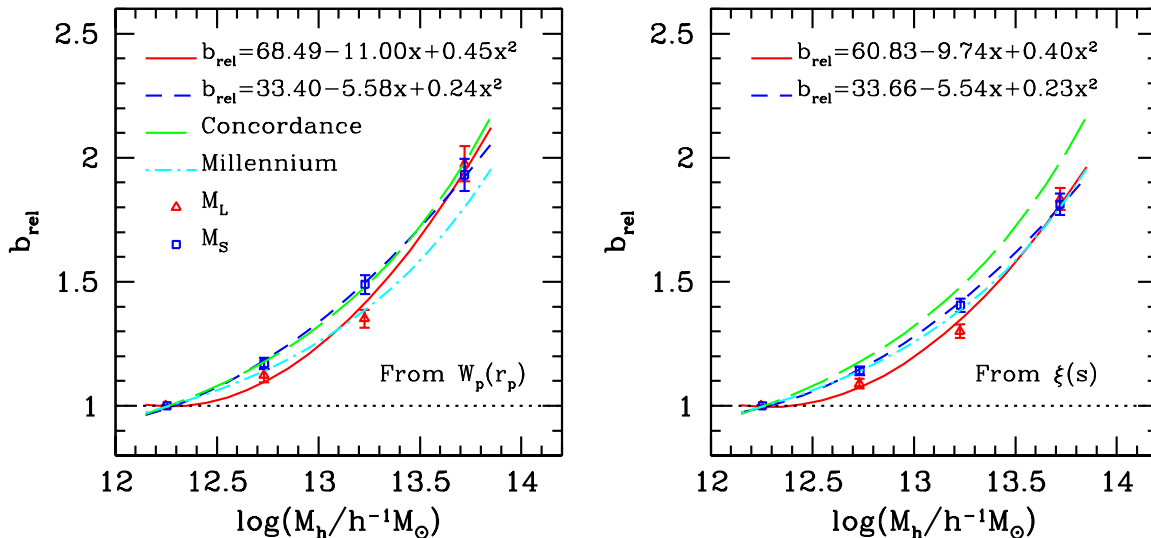 2.5
2
1.5
1
b_rel
b_rel=68.49−11.00x+0.45x²
b_rel=33.40−5.58x+0.24x²
Concordance
Millennium
M_L
M_S
From W_p(r_p)
12 12.5 13 13.5 14
log(M_h/h⁻¹M_⊙)
2.5
2
1.5
1
b_rel
b_rel=60.83−9.74x+0.40x²
b_rel=33.66−5.54x+0.23x²
From ξ(s)
12 12.5 13 13.5 14
log(M_h/h⁻¹M_⊙)